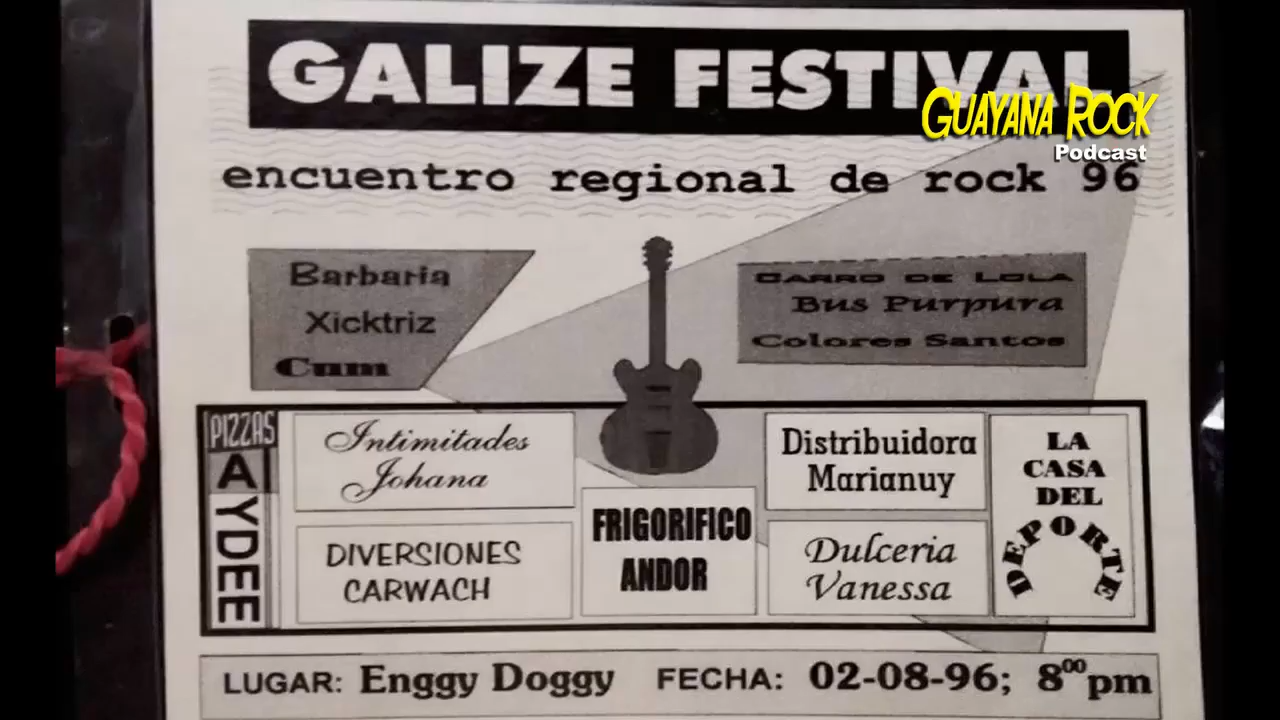 GALIZE FESTIVAL
GUAYANA ROCK
Podcast
encuentro regional de rock 96
Barbaria
Xicktriz
Cum
CARRO DE LOLA
Bus Purpura
Colores Santos
PIZZAS
AYDEE
Intimitades
Johana
DIVERSIONES
CARWACH
FRIGORIFICO
ANDOR
Distribuidora
Marianuy
Dulceria
Vanessa
LA
CASA
DEL
DEPORTE
LUGAR: Enggy Doggy FECHA: 02-08-96; 8⁰⁰pm